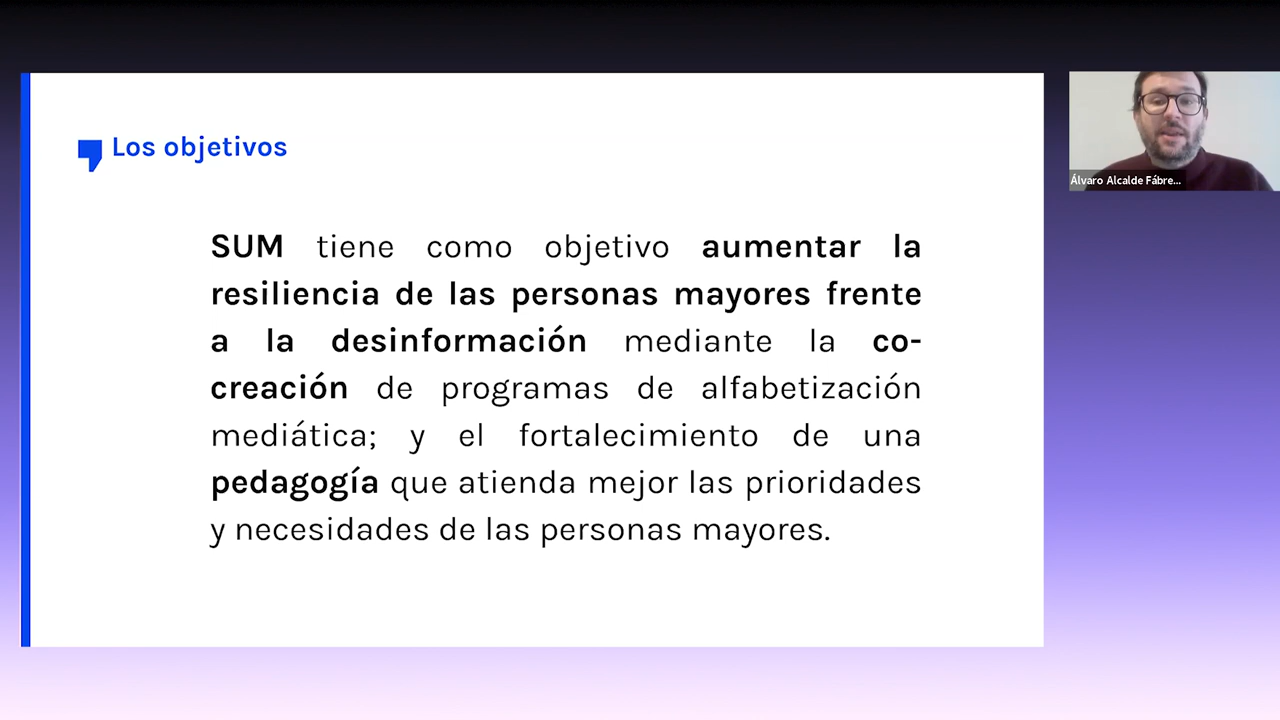 Los objetivos
SUM tiene como objetivo aumentar la
resiliencia de las personas mayores frente
a la desinformación mediante la co-
creación de programas de alfabetización
mediática; y el fortalecimiento de una
pedagogía que atienda mejor las prioridades
y necesidades de las personas mayores.
Álvaro Alcalde Fábre...